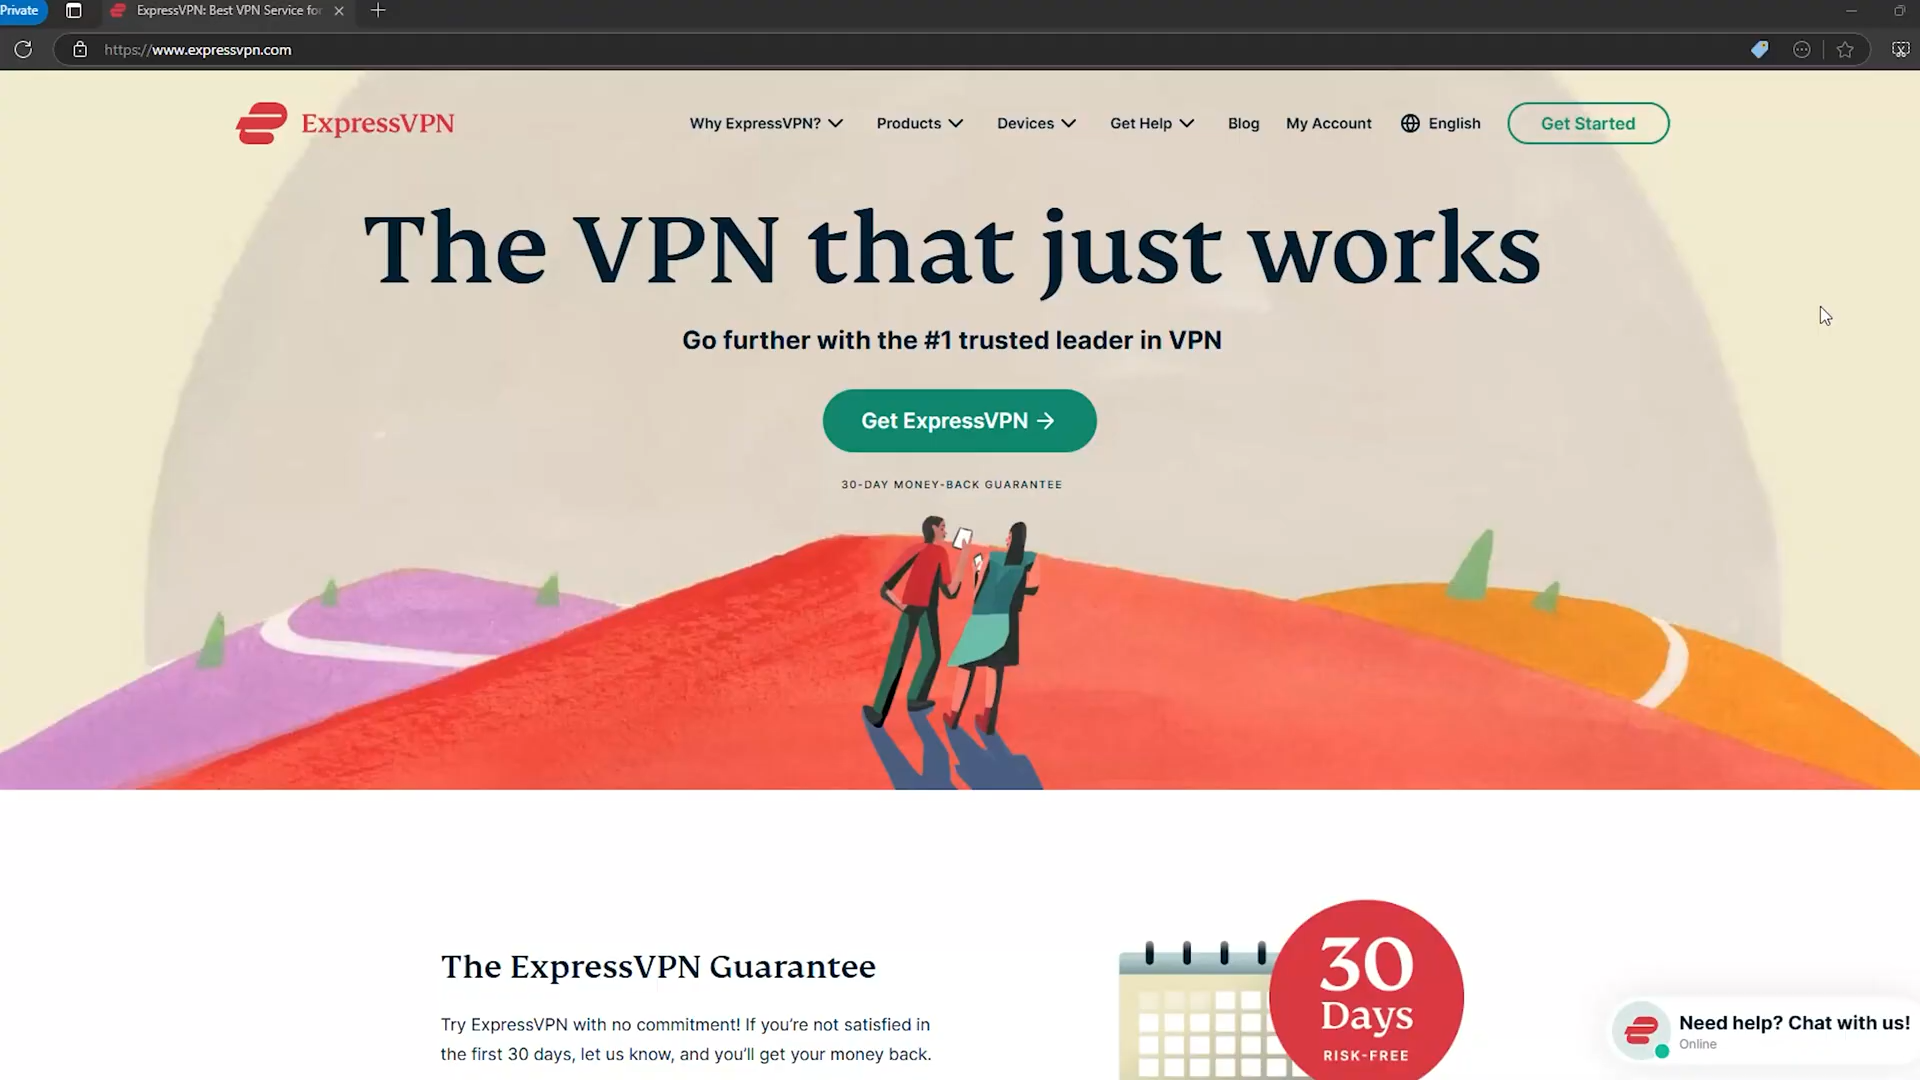 Private
ExpressVPN: Best VPN Service for
https://www.expressvpn.com
ExpressVPN
Why ExpressVPN?
Products
Devices
Get Help
Blog
My Account
English
Get Started
The VPN that just works
Go further with the #1 trusted leader in VPN
Get ExpressVPN →
30-DAY MONEY-BACK GUARANTEE
The ExpressVPN Guarantee
Try ExpressVPN with no commitment! If you’re not satisfied in
the first 30 days, let us know, and you’ll get your money back.
30
Days
RISK-FREE
Need help? Chat with us!
Online